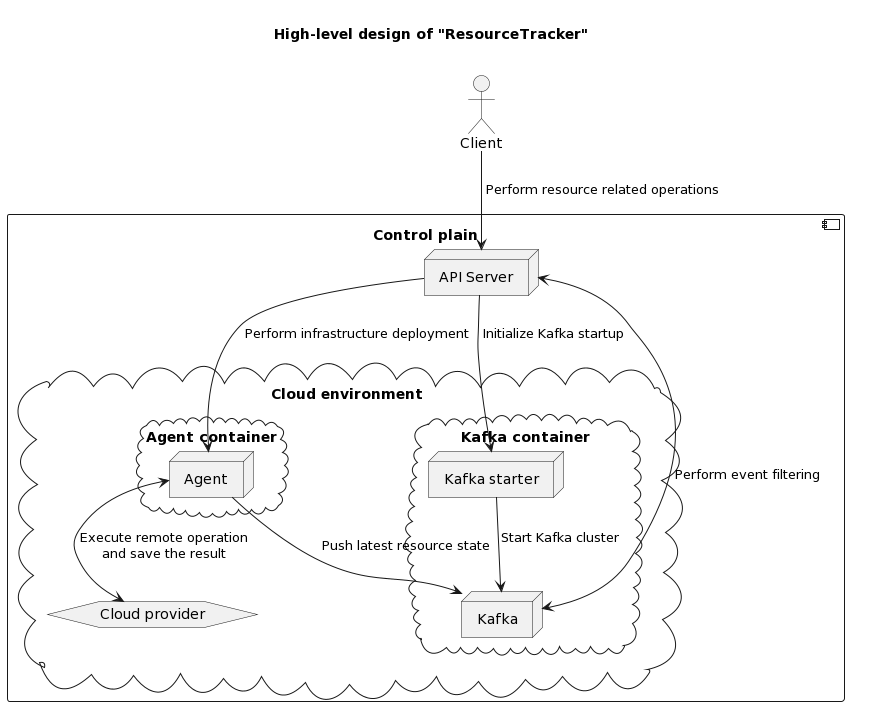 High-level design of "ResourceTracker"
Client
Perform resource related operations
Control plain
API Server
Perform infrastructure deployment
Initialize Kafka startup
Cloud environment
Agent container
Kafka container
Agent
Kafka starter
Perform event filtering
Execute remote operation
and save the result
Push latest resource state
Start Kafka cluster
Cloud provider
Kafka